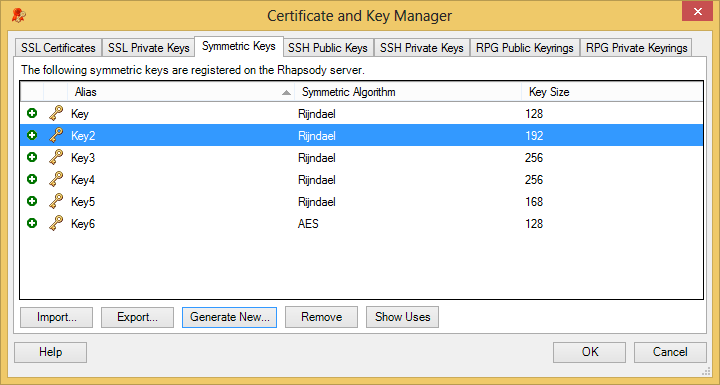 Certificate and Key Manager
SSL Certificates SSL Private Keys Symmetric Keys SSH Public Keys SSH Private Keys RPG Public Keyrings RPG Private Keyrings
The following symmetric keys are registered on the Rhapsody server.
Alias Symmetric Algorithm Key Size
Key Rijndael 128
Key2 Rijndael 192
Key3 Rijndael 256
Key4 Rijndael 256
Key5 Rijndael 168
Key6 AES 128
Import... Export... Generate New... Remove Show Uses
Help OK Cancel